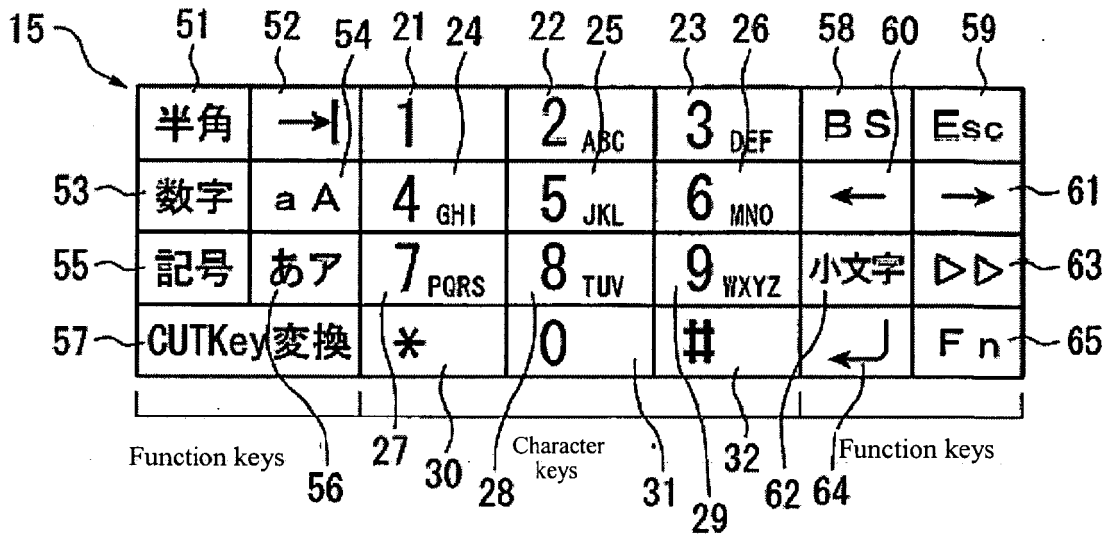 15 51 52 54 21 24 22 25 23 26 58 60 59
半角 →| 1 2 ABC 3 DEF BS Esc
53 数字 a A 4 GHI 5 JKL 6 MNO ← → 61
55 記号 あア 7 PQRS 8 TUV 9 WXYZ 小文字 ▷▷ 63
57 CUTKey変換 * 0 # ↵ Fn 65
Function keys 56 27 30 28 Character keys 31 29 32 62 64 Function keys